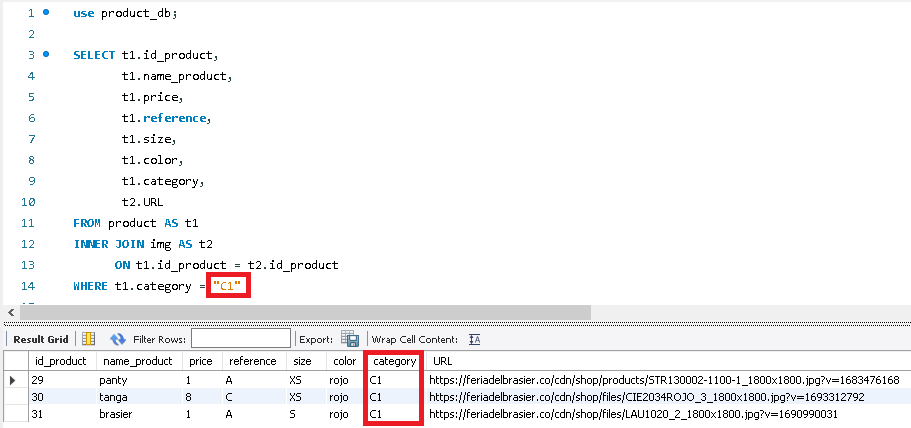 1 use product_db;
2
3 SELECT t1.id_product,
4 t1.name_product,
5 t1.price,
6 t1.reference,
7 t1.size,
8 t1.color,
9 t1.category,
10 t2.URL
11 FROM product AS t1
12 INNER JOIN img AS t2
13 ON t1.id_product = t2.id_product
14 WHERE t1.category = "C1"
Result Grid Filter Rows: Export: Wrap Cell Content: IA
id_product name_product price reference size color category URL
29 panty 1 A XS rojo C1 https://feriadelbrasier.co/cdn/shop/products/STR130002-1100-1_1800x1800.jpg?v=1683476168
30 tanga 8 C XS rojo C1 https://feriadelbrasier.co/cdn/shop/files/CIE2034ROJO_3_1800x1800.jpg?v=1693312792
31 brasier 1 A S rojo C1 https://feriadelbrasier.co/cdn/shop/files/LAU1020_2_1800x1800.jpg?v=1690990031